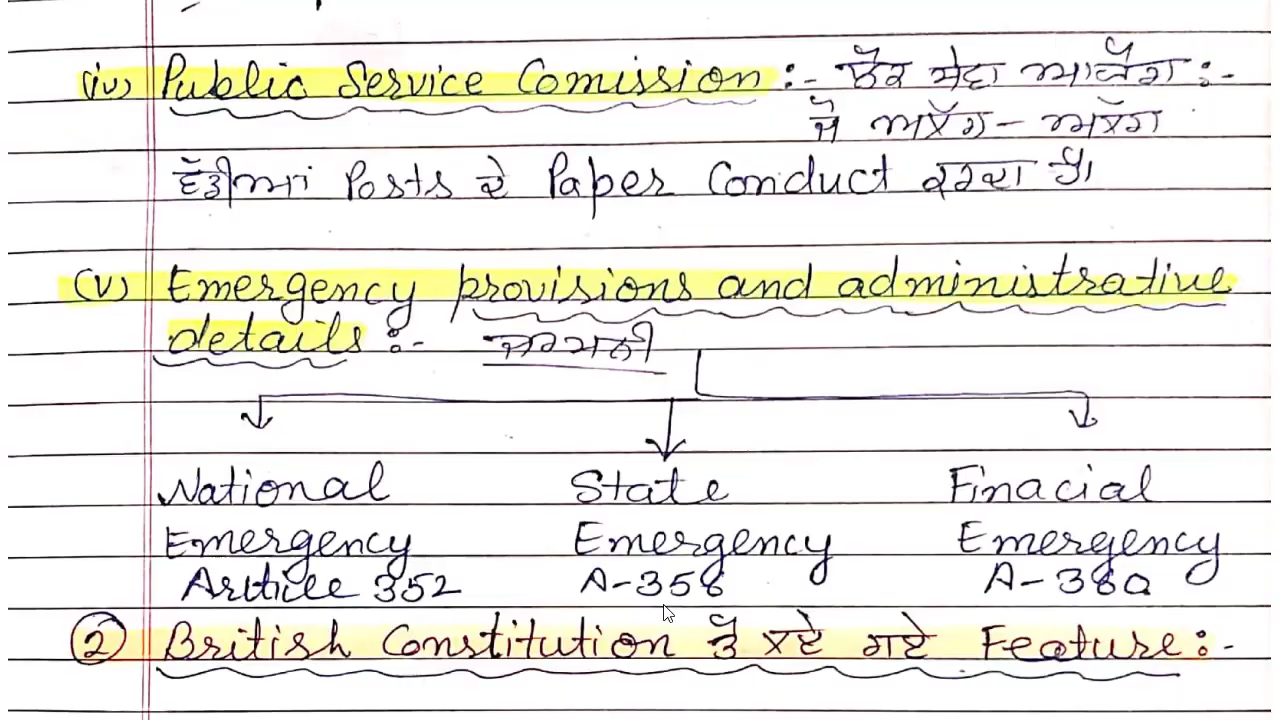 (iv) Public Service Comission :- ਲੋਕ ਸੇਵਾ ਆਯੋਗ :-
ਜੋ ਅਲੱਗ-ਅਲੱਗ
ਵੱਡੀਆਂ Posts ਦੇ Paper Conduct ਕਰਦਾ ਹੈ।
(v) Emergency provisions and administrative
details :-
National State Finacial
Emergency Emergency Emergency
Article 352 A-356 A-360
② British Constitution ਤੋਂ ਲਏ ਗਏ Feature :-